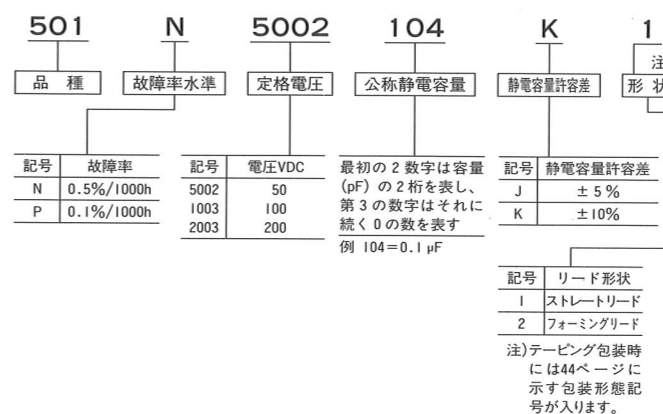 501 N 5002 104 K 1
品種 故障率水準 定格電圧 公称静電容量 静電容量許容差 注
形状
記号 故障率
N 0.5%/1000h
P 0.1%/1000h
記号 電圧VDC
5002 50
1003 100
2003 200
最初の2数字は容量
(pF)の2桁を表し、
第3の数字はそれに
続く0の数を表す
例 104=0.1μF
記号 静電容量許容差
J ±5%
K ±10%
記号 リード形状
1 ストレートリード
2 フォーミングリード
注)テーピング包装時
には44ページに
示す包装形態記
号が入ります。